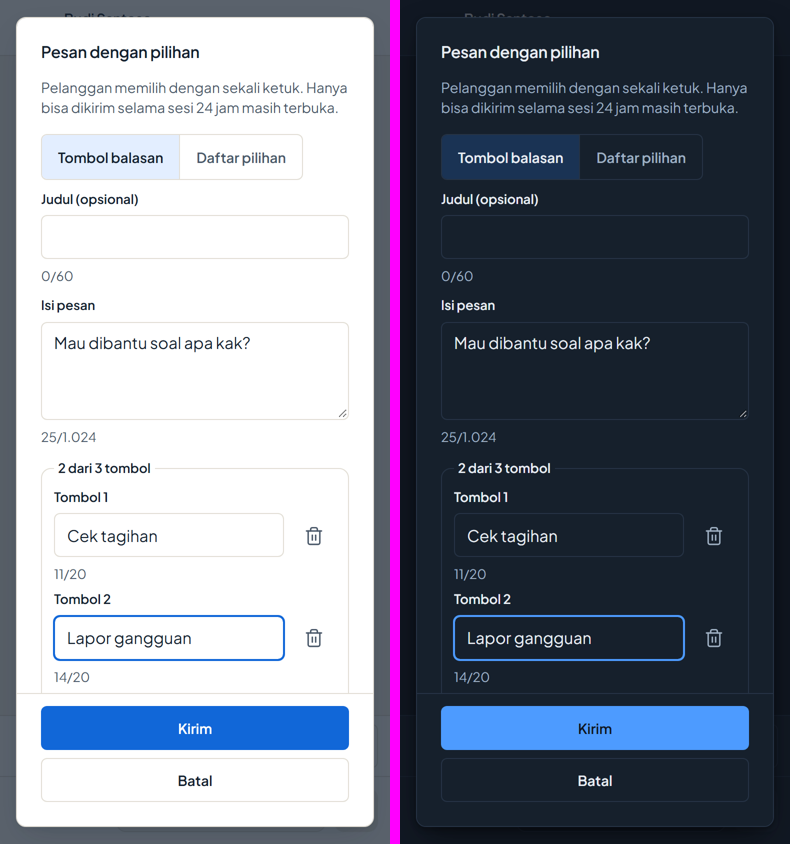 Budi Santosa
Pesan dengan pilihan
Pelanggan memilih dengan sekali ketuk. Hanya
bisa dikirim selama sesi 24 jam masih terbuka.
Tombol balasan
Daftar pilihan
Judul (opsional)
0/60
Isi pesan
Mau dibantu soal apa kak?
25/1.024
2 dari 3 tombol
Tombol 1
Cek tagihan
11/20
Tombol 2
Lapor gangguan
14/20
Kirim
Batal
Budi Santosa
Pesan dengan pilihan
Pelanggan memilih dengan sekali ketuk. Hanya
bisa dikirim selama sesi 24 jam masih terbuka.
Tombol balasan
Daftar pilihan
Judul (opsional)
0/60
Isi pesan
Mau dibantu soal apa kak?
25/1.024
2 dari 3 tombol
Tombol 1
Cek tagihan
11/20
Tombol 2
Lapor gangguan
14/20
Kirim
Batal